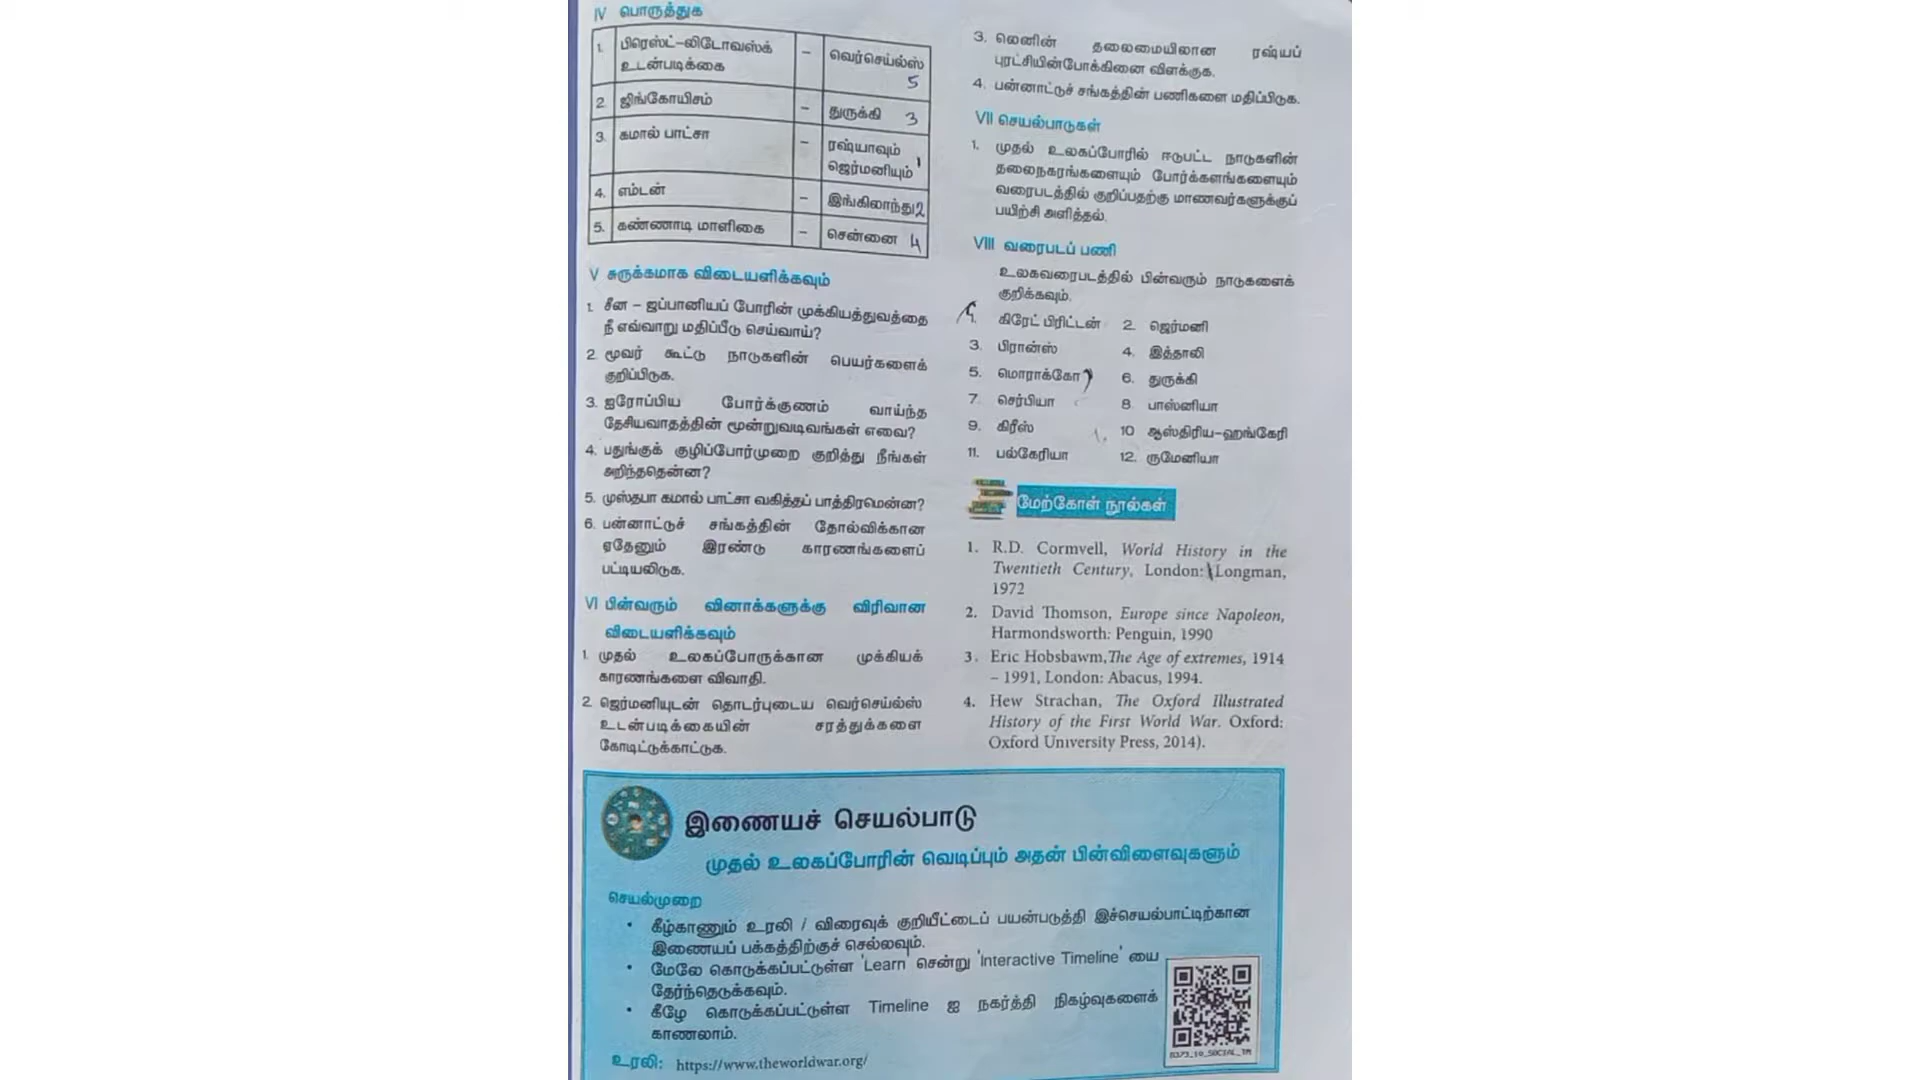 IV பொருத்துக
1. பிரெஸ்ட்–லிடோவஸ்க் – வெர்செய்ல்ஸ்
உடன்படிக்கை 5
2. ஜிங்கோயிசம் – துருக்கி 3
3. கமால் பாட்சா – ரஷ்யாவும்
ஜெர்மனியும் 1
4. எம்டன் – இங்கிலாந்து 2
5. கண்ணாடி மாளிகை – சென்னை 4
V சுருக்கமாக விடையளிக்கவும்
1. சீன – ஜப்பானியப் போரின் முக்கியத்துவத்தை
நீ எவ்வாறு மதிப்பீடு செய்வாய்?
2. மூவர் கூட்டு நாடுகளின் பெயர்களைக்
குறிப்பிடுக.
3. ஐரோப்பிய போர்க்குணம் வாய்ந்த
தேசியவாதத்தின் மூன்றுவடிவங்கள் எவை?
4. பதுங்குக் குழிப்போர்முறை குறித்து நீங்கள்
அறிந்ததென்ன?
5. முஸ்தபா கமால் பாட்சா வகித்தப் பாத்திரமென்ன?
6. பன்னாட்டுச் சங்கத்தின் தோல்விக்கான
ஏதேனும் இரண்டு காரணங்களைப்
பட்டியலிடுக.
VI பின்வரும் வினாக்களுக்கு விரிவான
விடையளிக்கவும்
1. முதல் உலகப்போருக்கான முக்கியக்
காரணங்களை விவாதி.
2. ஜெர்மனியுடன் தொடர்புடைய வெர்செய்ல்ஸ்
உடன்படிக்கையின் சரத்துக்களை
கோடிட்டுக்காட்டுக.
3. லெனின் தலைமையிலான ரஷ்யப்
புரட்சியின்போக்கினை விளக்குக.
4. பன்னாட்டுச் சங்கத்தின் பணிகளை மதிப்பிடுக.
VII செயல்பாடுகள்
1. முதல் உலகப்போரில் ஈடுபட்ட நாடுகளின்
தலைநகரங்களையும் போர்க்களங்களையும்
வரைபடத்தில் குறிப்பதற்கு மாணவர்களுக்குப்
பயிற்சி அளித்தல்.
VIII வரைபடப் பணி
உலகவரைபடத்தில் பின்வரும் நாடுகளைக்
குறிக்கவும்.
1. கிரேட் பிரிட்டன் 2. ஜெர்மனி
3. பிரான்ஸ் 4. இத்தாலி
5. மொராக்கோ 6. துருக்கி
7. செர்பியா 8 பாஸ்னியா
9. கிரீஸ் 10 ஆஸ்திரிய–ஹங்கேரி
11. பல்கேரியா 12. ருமேனியா
மேற்கோள் நூல்கள்
1. R.D. Cormvell, World History in the
Twentieth Century, London: Longman,
1972
2. David Thomson, Europe since Napoleon,
Harmondsworth: Penguin, 1990
3. Eric Hobsbawm,The Age of extremes, 1914
– 1991, London: Abacus, 1994.
4. Hew Strachan, The Oxford Illustrated
History of the First World War. Oxford:
Oxford University Press, 2014).
இணையச் செயல்பாடு
முதல் உலகப்போரின் வெடிப்பும் அதன் பின்விளைவுகளும்
செயல்முறை
• கீழ்காணும் உரலி / விரைவுக் குறியீட்டைப் பயன்படுத்தி இச்செயல்பாட்டிற்கான
இணையப் பக்கத்திற்குச் செல்லவும்.
• மேலே கொடுக்கப்பட்டுள்ள 'Learn' சென்று 'Interactive Timeline' யை
தேர்ந்தெடுக்கவும்.
• கீழே கொடுக்கப்பட்டுள்ள Timeline ஐ நகர்த்தி நிகழ்வுகளைக்
காணலாம்.
உரலி: https://www.theworldwar.org/
B373_10_SOCIAL_TM